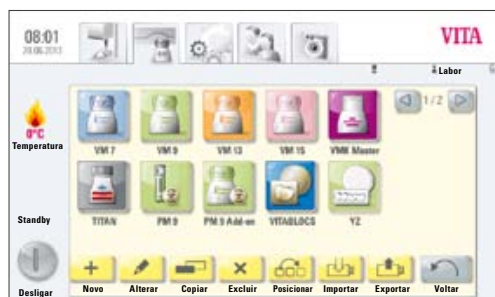 08:01
20.06.2013
VITA
Labor
0°C
Temperatura
1/2
VM 7 VM 9 VM 13 VM 15 VMK Master
TITAN PM 9 PM 9 Add-on VITABLOCS YZ
Standby
Desligar
Novo Alterar Copiar Excluir Posicionar Importar Exportar Voltar